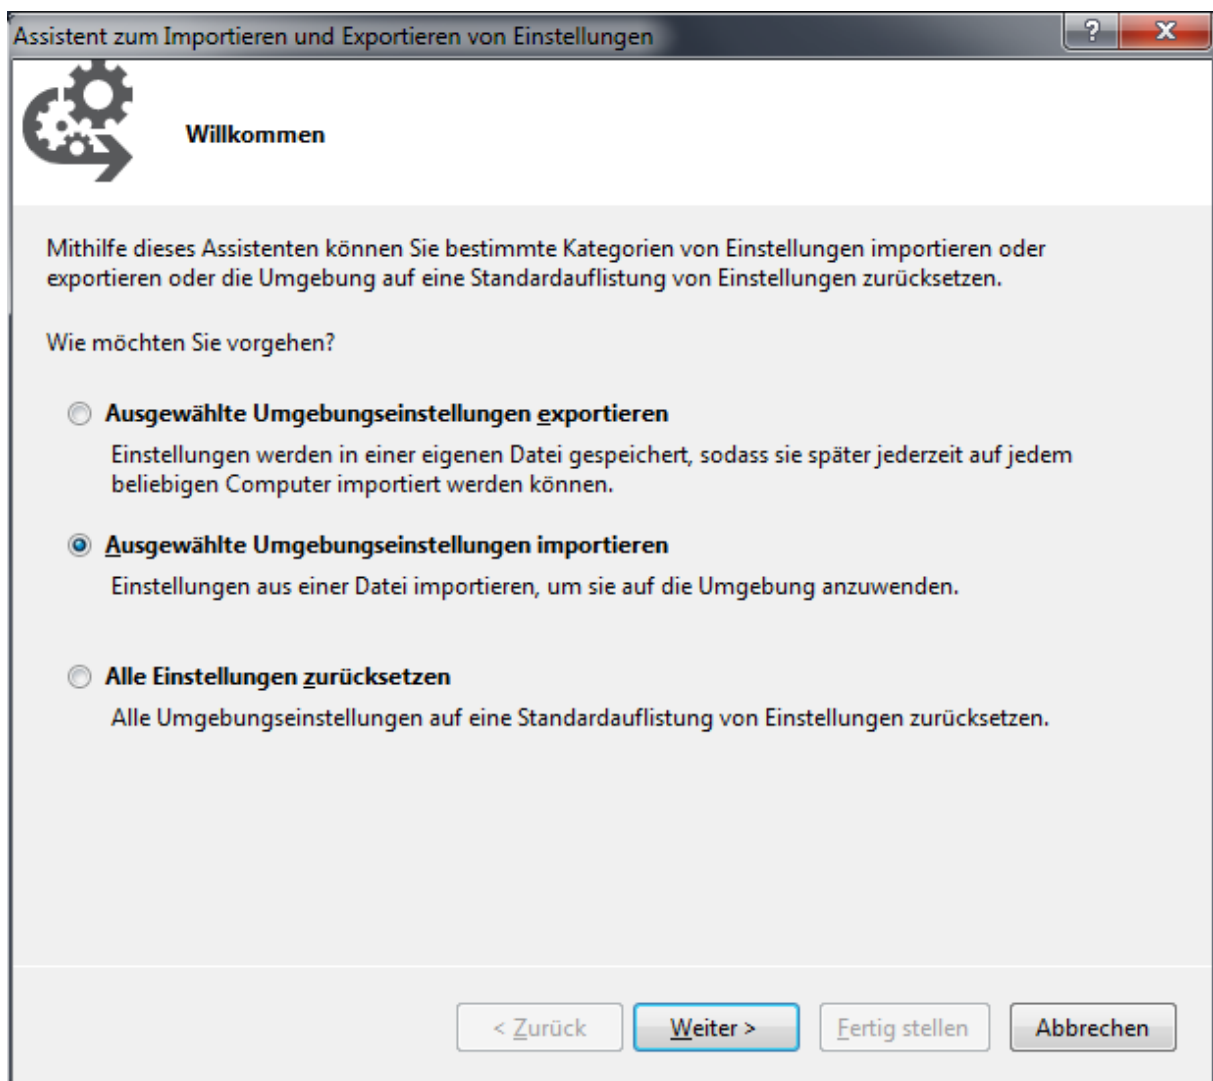 Assistent zum Importieren und Exportieren von Einstellungen
Willkommen
Mithilfe dieses Assistenten können Sie bestimmte Kategorien von Einstellungen importieren oder
exportieren oder die Umgebung auf eine Standardauflistung von Einstellungen zurücksetzen.
Wie möchten Sie vorgehen?
Ausgewählte Umgebungseinstellungen exportieren
Einstellungen werden in einer eigenen Datei gespeichert, sodass sie später jederzeit auf jedem
beliebigen Computer importiert werden können.
Ausgewählte Umgebungseinstellungen importieren
Einstellungen aus einer Datei importieren, um sie auf die Umgebung anzuwenden.
Alle Einstellungen zurücksetzen
Alle Umgebungseinstellungen auf eine Standardauflistung von Einstellungen zurücksetzen.
< Zurück Weiter > Fertig stellen Abbrechen